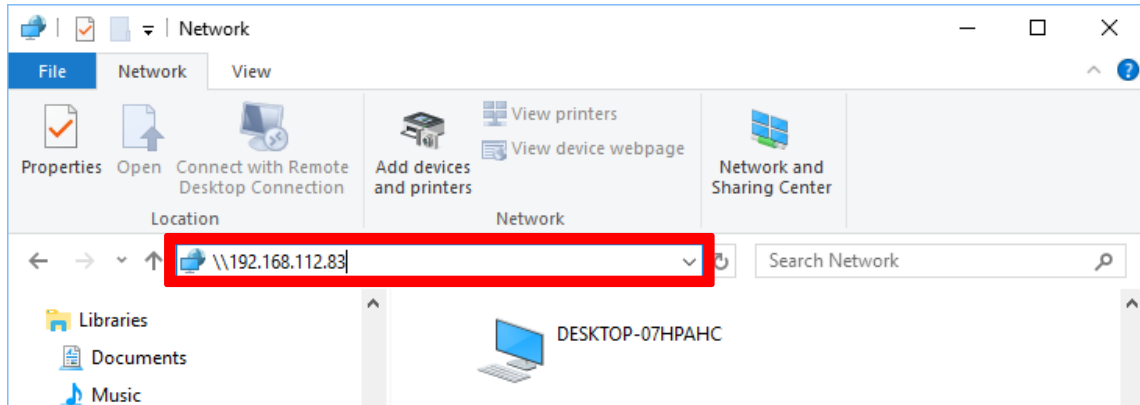 Network
File Network View
Properties
Open
Connect with Remote
Desktop Connection
Location
Add devices
and printers
View printers
View device webpage
Network
Network and
Sharing Center
\\192.168.112.83
Search Network
Libraries
Documents
Music
DESKTOP-07HPAHC